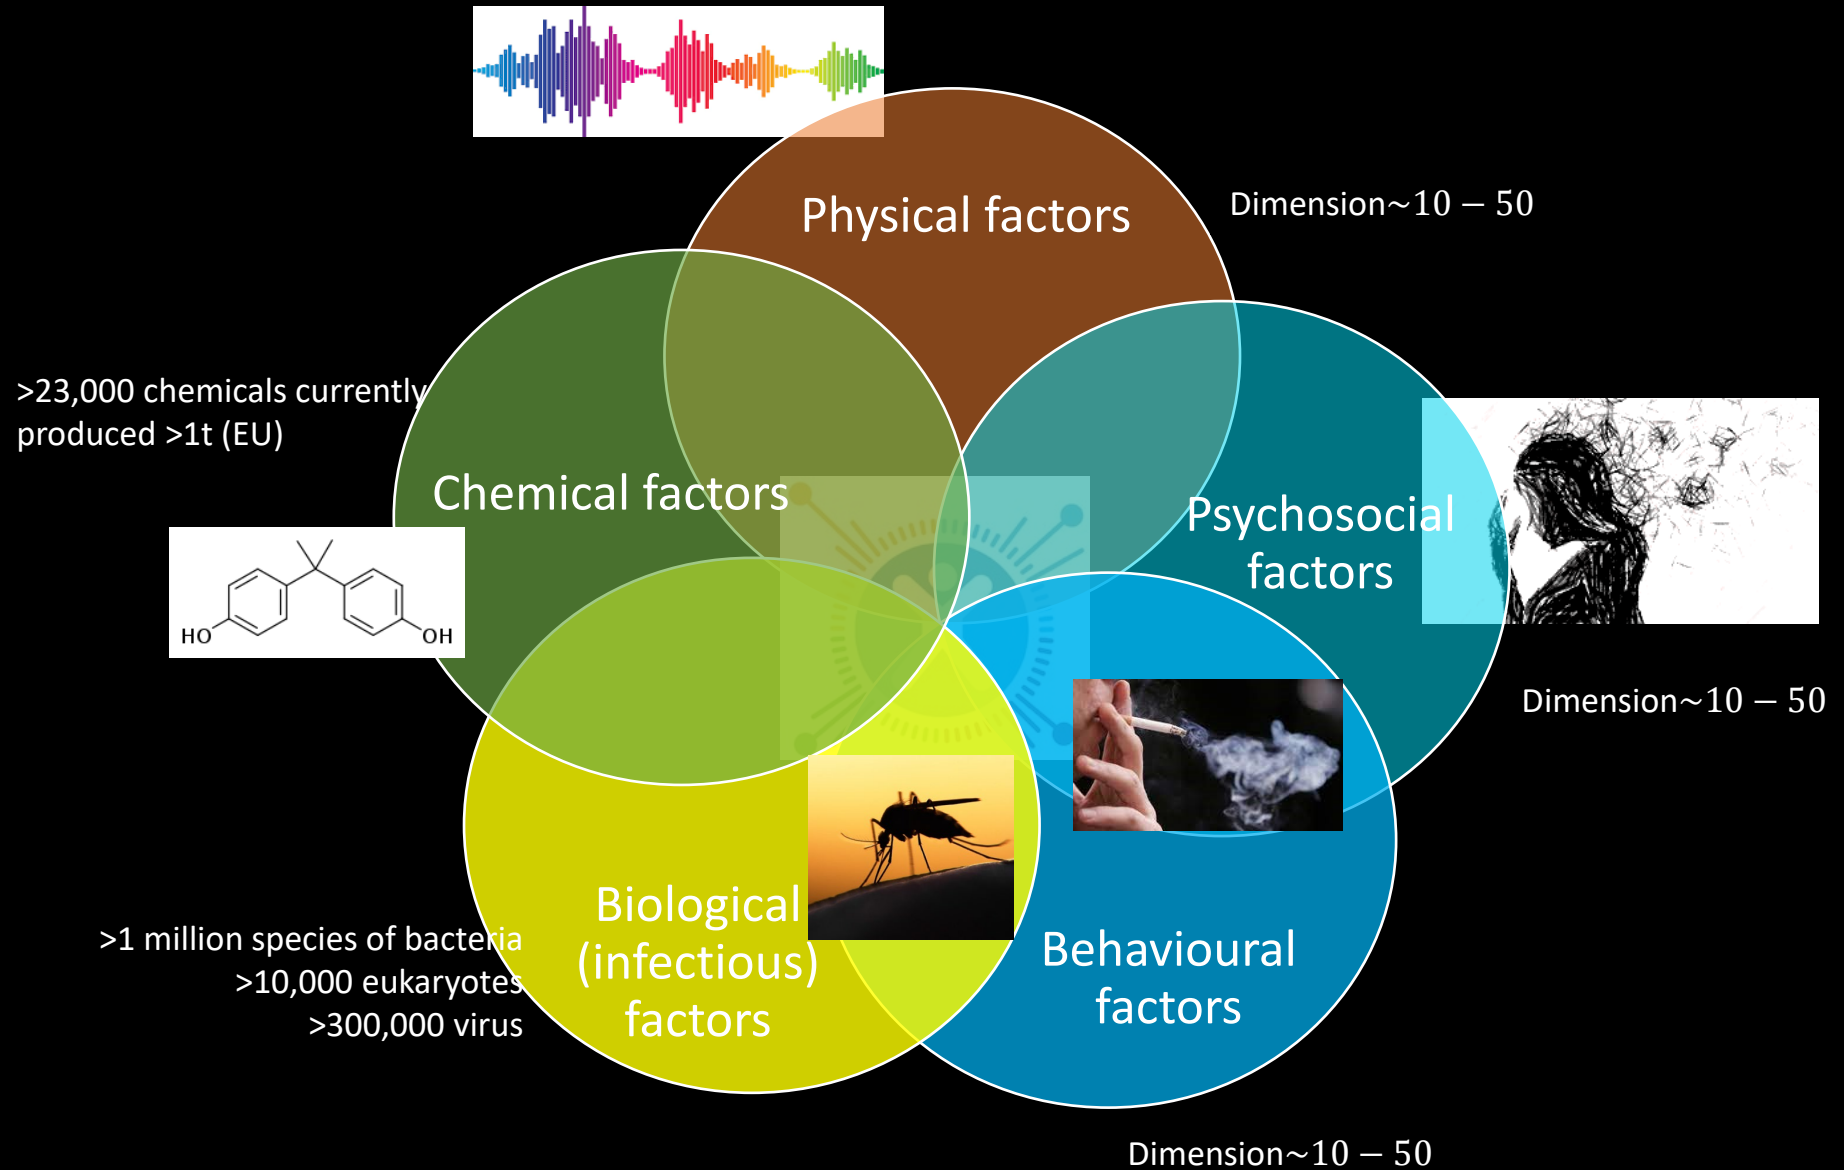 Physical factors
Dimension~10 − 50
>23,000 chemicals currently
produced >1t (EU)
Chemical factors
Psychosocial
factors
HO
OH
Dimension~10 − 50
Biological
(infectious)
factors
>1 million species of bacteria
>10,000 eukaryotes
>300,000 virus
Behavioural
factors
Dimension~10 − 50